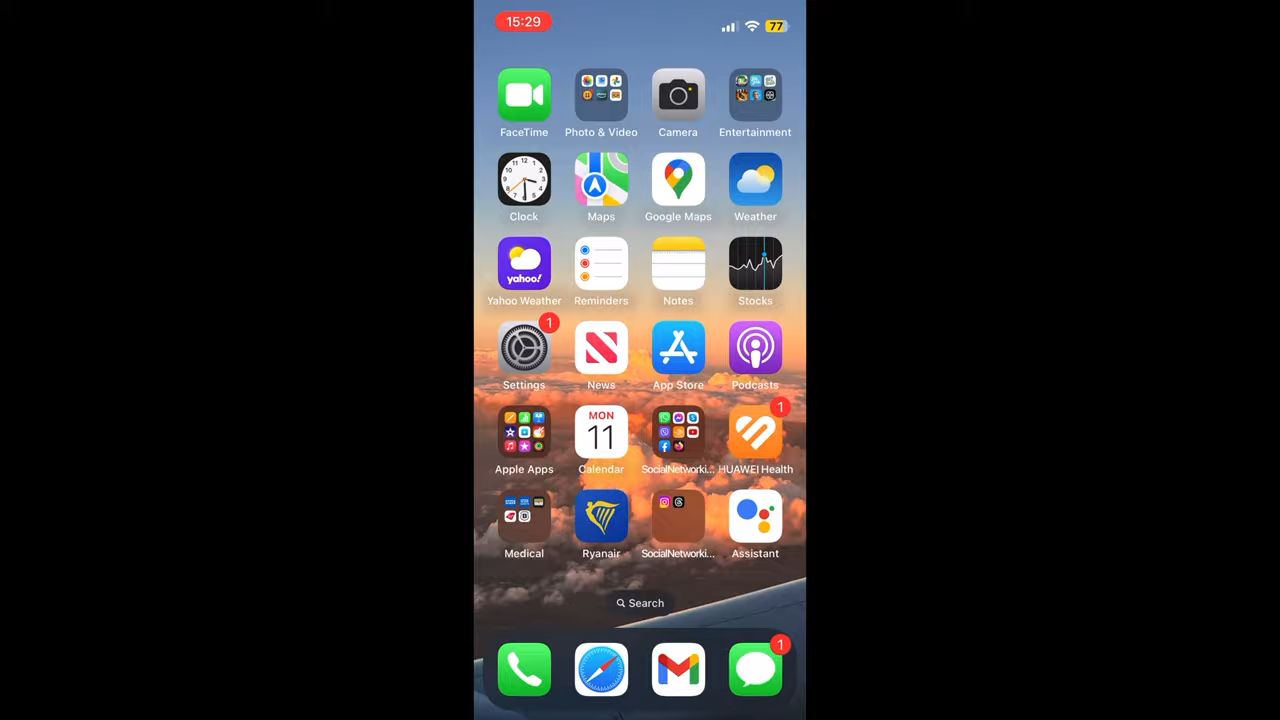 15:29
77
FaceTime
Photo & Video
Camera
Entertainment
12
Clock
Maps
Google Maps
Weather
yahoo!
Yahoo Weather
Reminders
Notes
Stocks
1
Settings
News
App Store
Podcasts
MON
11
1
Apple Apps
Calendar
SocialNetworki...
HUAWEI Health
Medical
Ryanair
SocialNetworki...
Assistant
Search
1